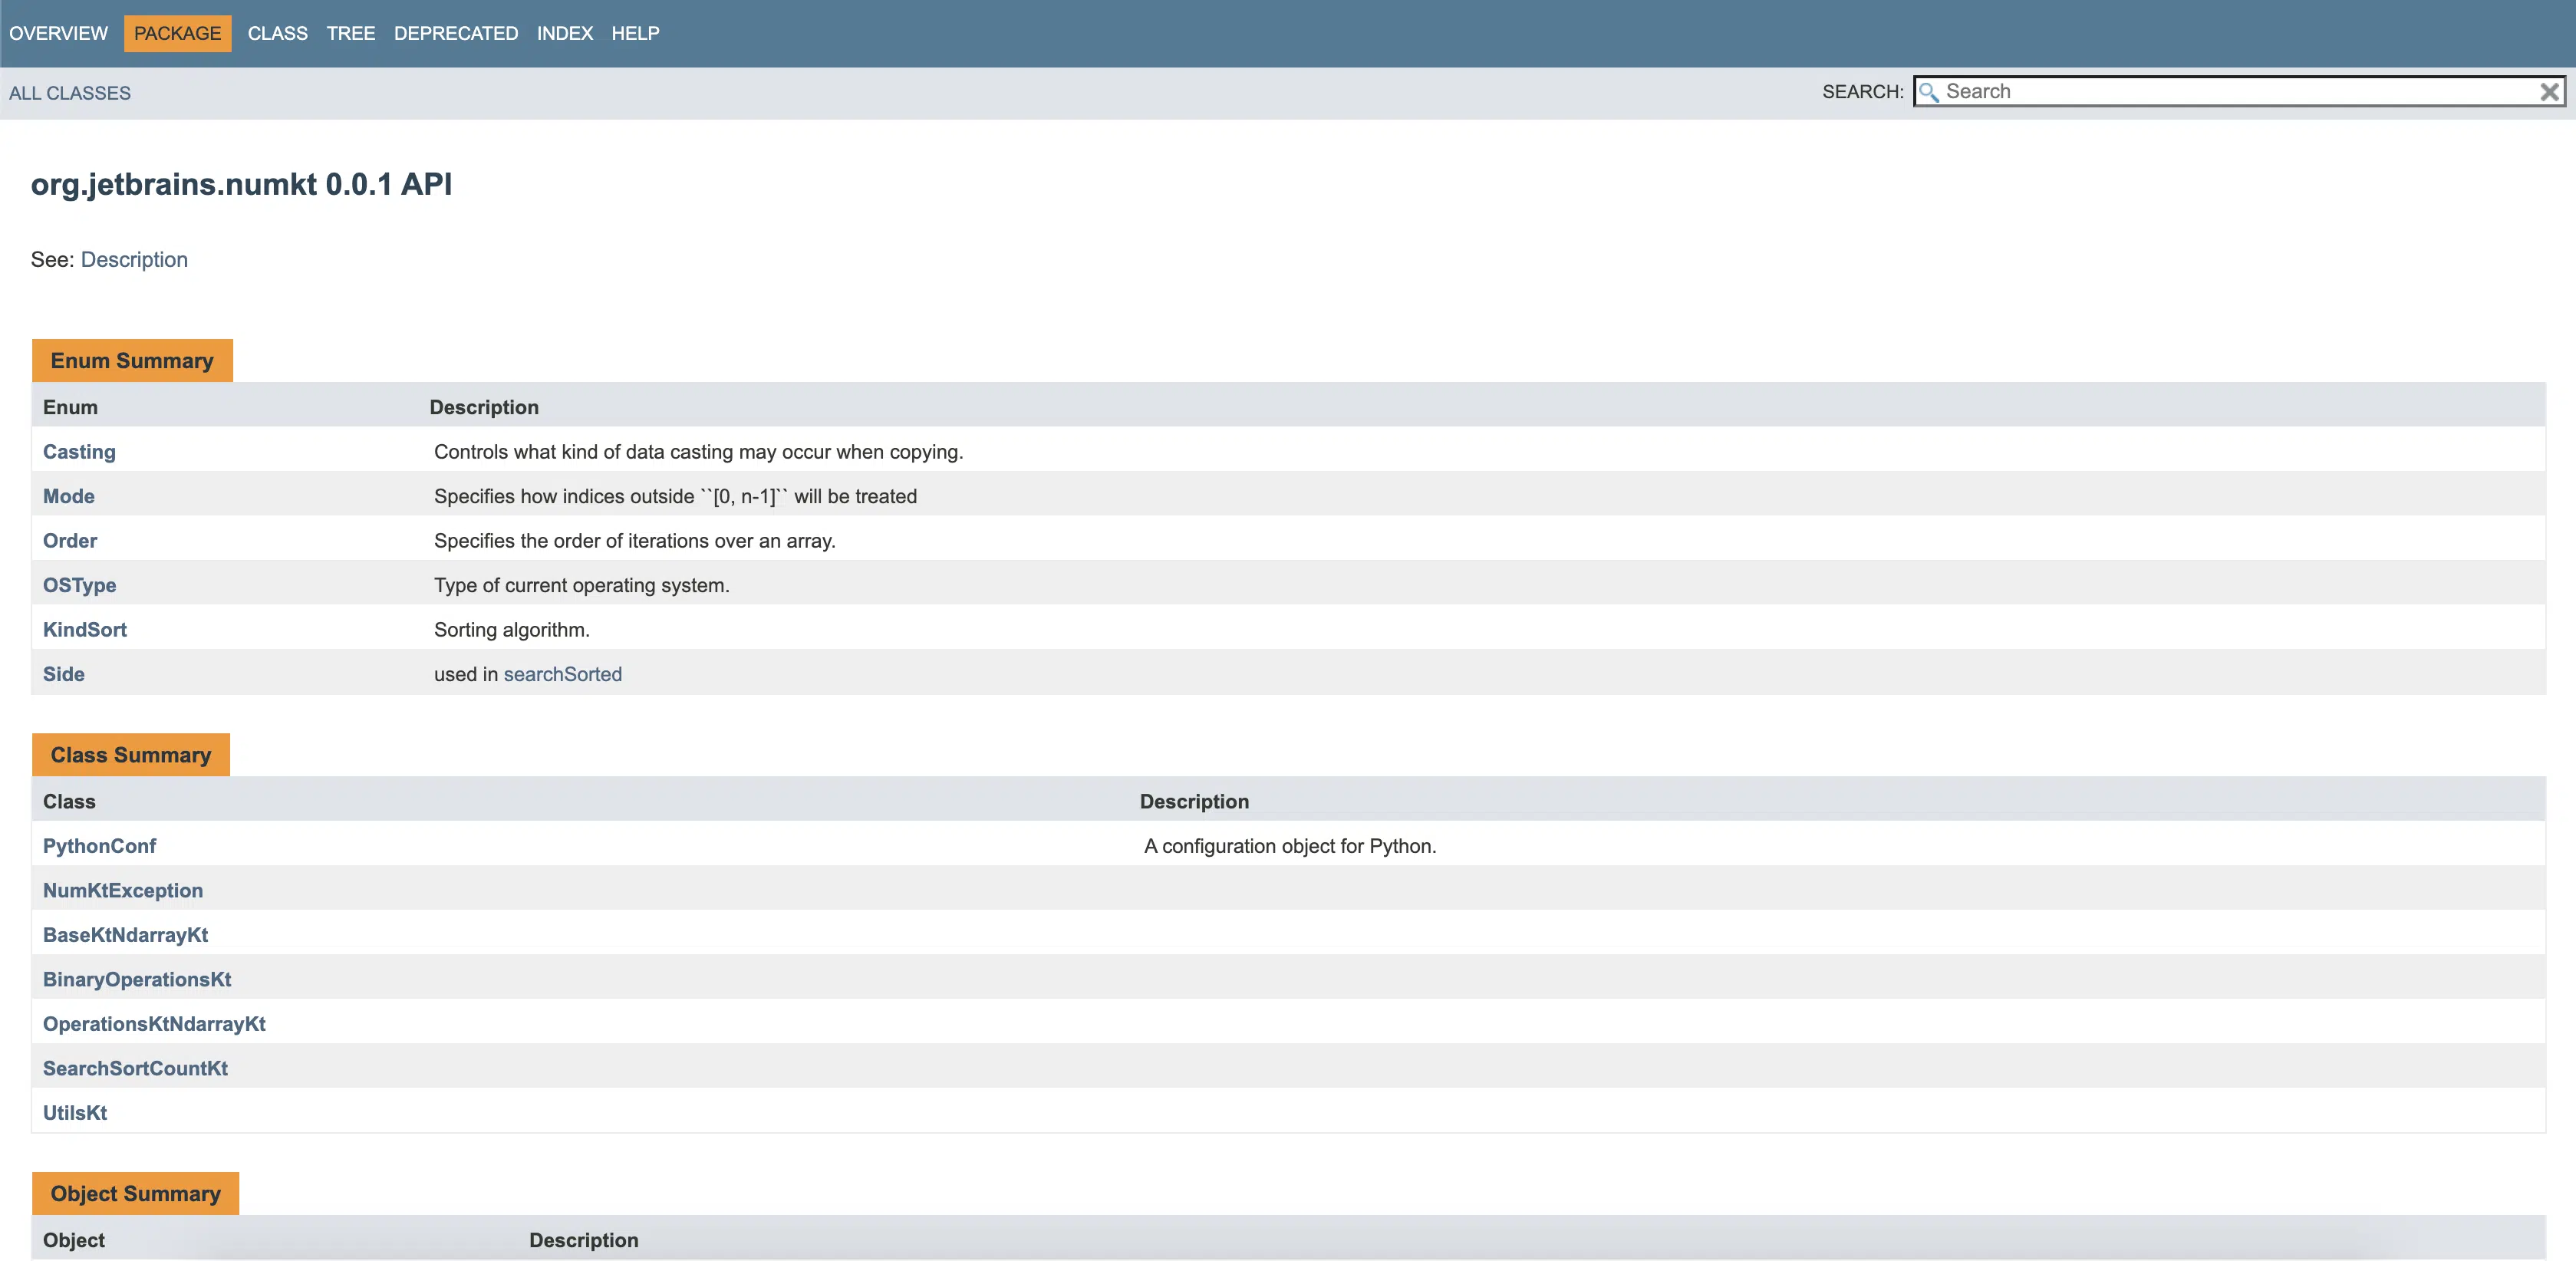 OVERVIEW PACKAGE CLASS TREE DEPRECATED INDEX HELP
ALL CLASSES SEARCH: Search
org.jetbrains.numkt 0.0.1 API
See: Description
Enum Summary
Enum Description
Casting Controls what kind of data casting may occur when copying.
Mode Specifies how indices outside ``[0, n-1]`` will be treated
Order Specifies the order of iterations over an array.
OSType Type of current operating system.
KindSort Sorting algorithm.
Side used in searchSorted
Class Summary
Class Description
PythonConf A configuration object for Python.
NumKtException
BaseKtNdarrayKt
BinaryOperationsKt
OperationsKtNdarrayKt
SearchSortCountKt
UtilsKt
Object Summary
Object Description